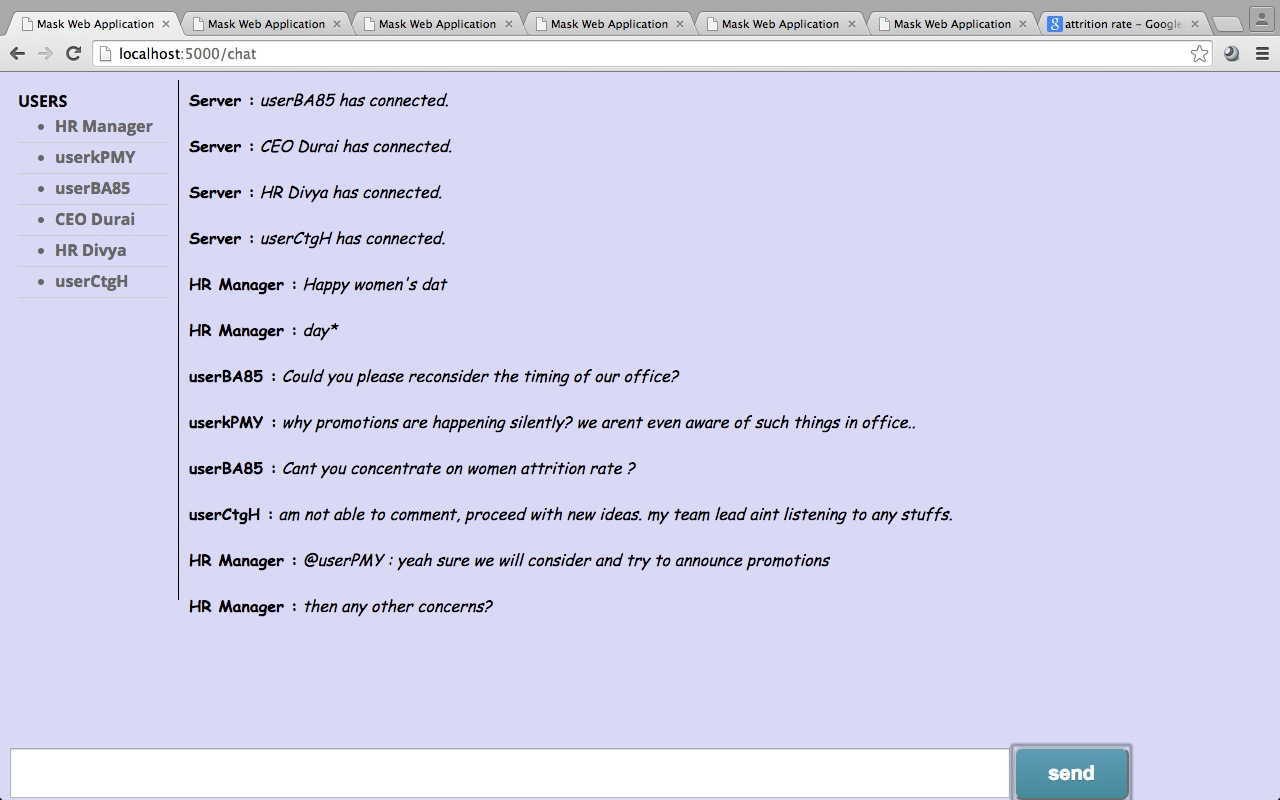 Mask Web Application
Mask Web Application
Mask Web Application
Mask Web Application
Mask Web Application
Mask Web Application
attrition rate - Google
localhost:5000/chat
USERS
HR Manager
userkPMY
userBA85
CEO Durai
HR Divya
userCtgH
Server : userBA85 has connected.
Server : CEO Durai has connected.
Server : HR Divya has connected.
Server : userCtgH has connected.
HR Manager : Happy women's dat
HR Manager : day*
userBA85 : Could you please reconsider the timing of our office?
userkPMY : why promotions are happening silently? we arent even aware of such things in office..
userBA85 : Cant you concentrate on women attrition rate ?
userCtgH : am not able to comment, proceed with new ideas. my team lead aint listening to any stuffs.
HR Manager : @userPMY : yeah sure we will consider and try to announce promotions
HR Manager : then any other concerns?
send